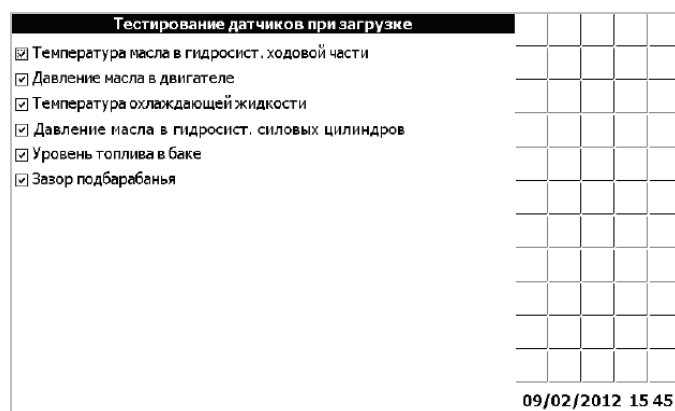 Тестирование датчиков при загрузке
Температура масла в гидросист. ходовой части
Давление масла в двигателе
Температура охлаждающей жидкости
Давление масла в гидросист. силовых цилиндров
Уровень топлива в баке
Зазор подбарабанья
09/02/2012 15 45